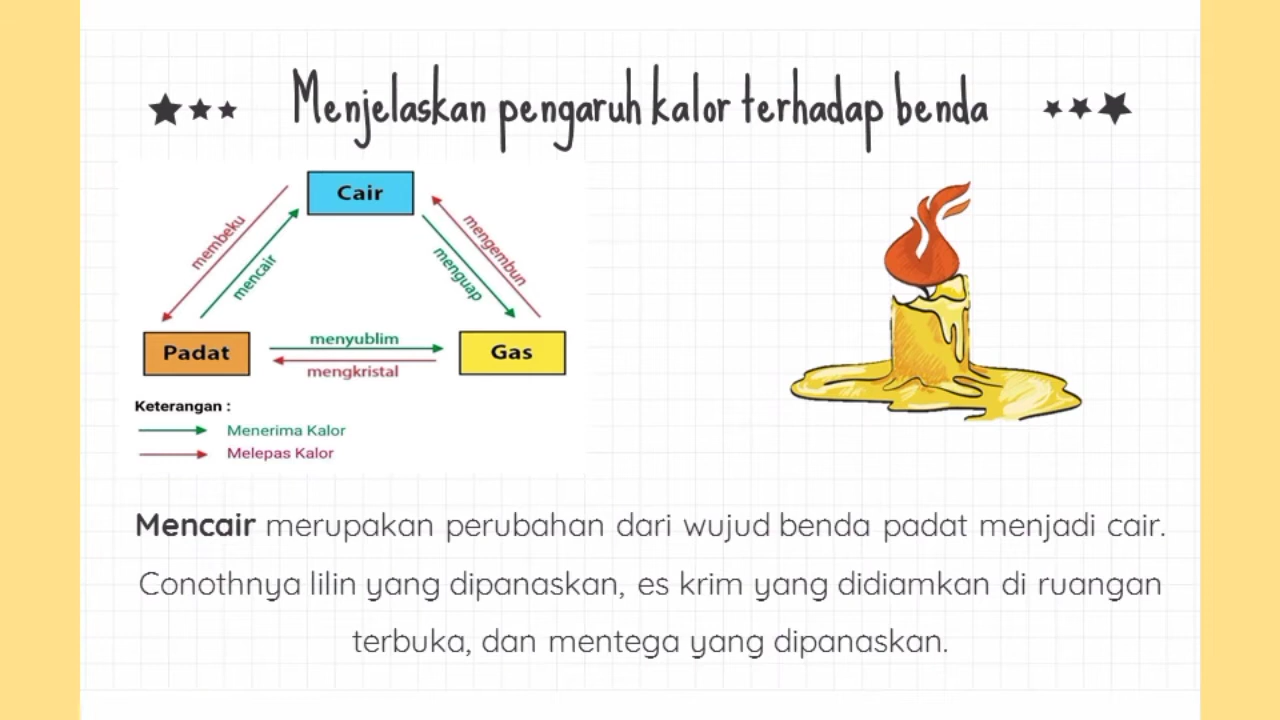 Menjelaskan pengaruh kalor terhadap benda
Cair
membeku
mencair
mengembun
menguap
Padat
menyublim
mengkristal
Gas
Keterangan :
Menerima Kalor
Melepas Kalor
Mencair merupakan perubahan dari wujud benda padat menjadi cair.
Conothnya lilin yang dipanaskan, es krim yang didiamkan di ruangan
terbuka, dan mentega yang dipanaskan.